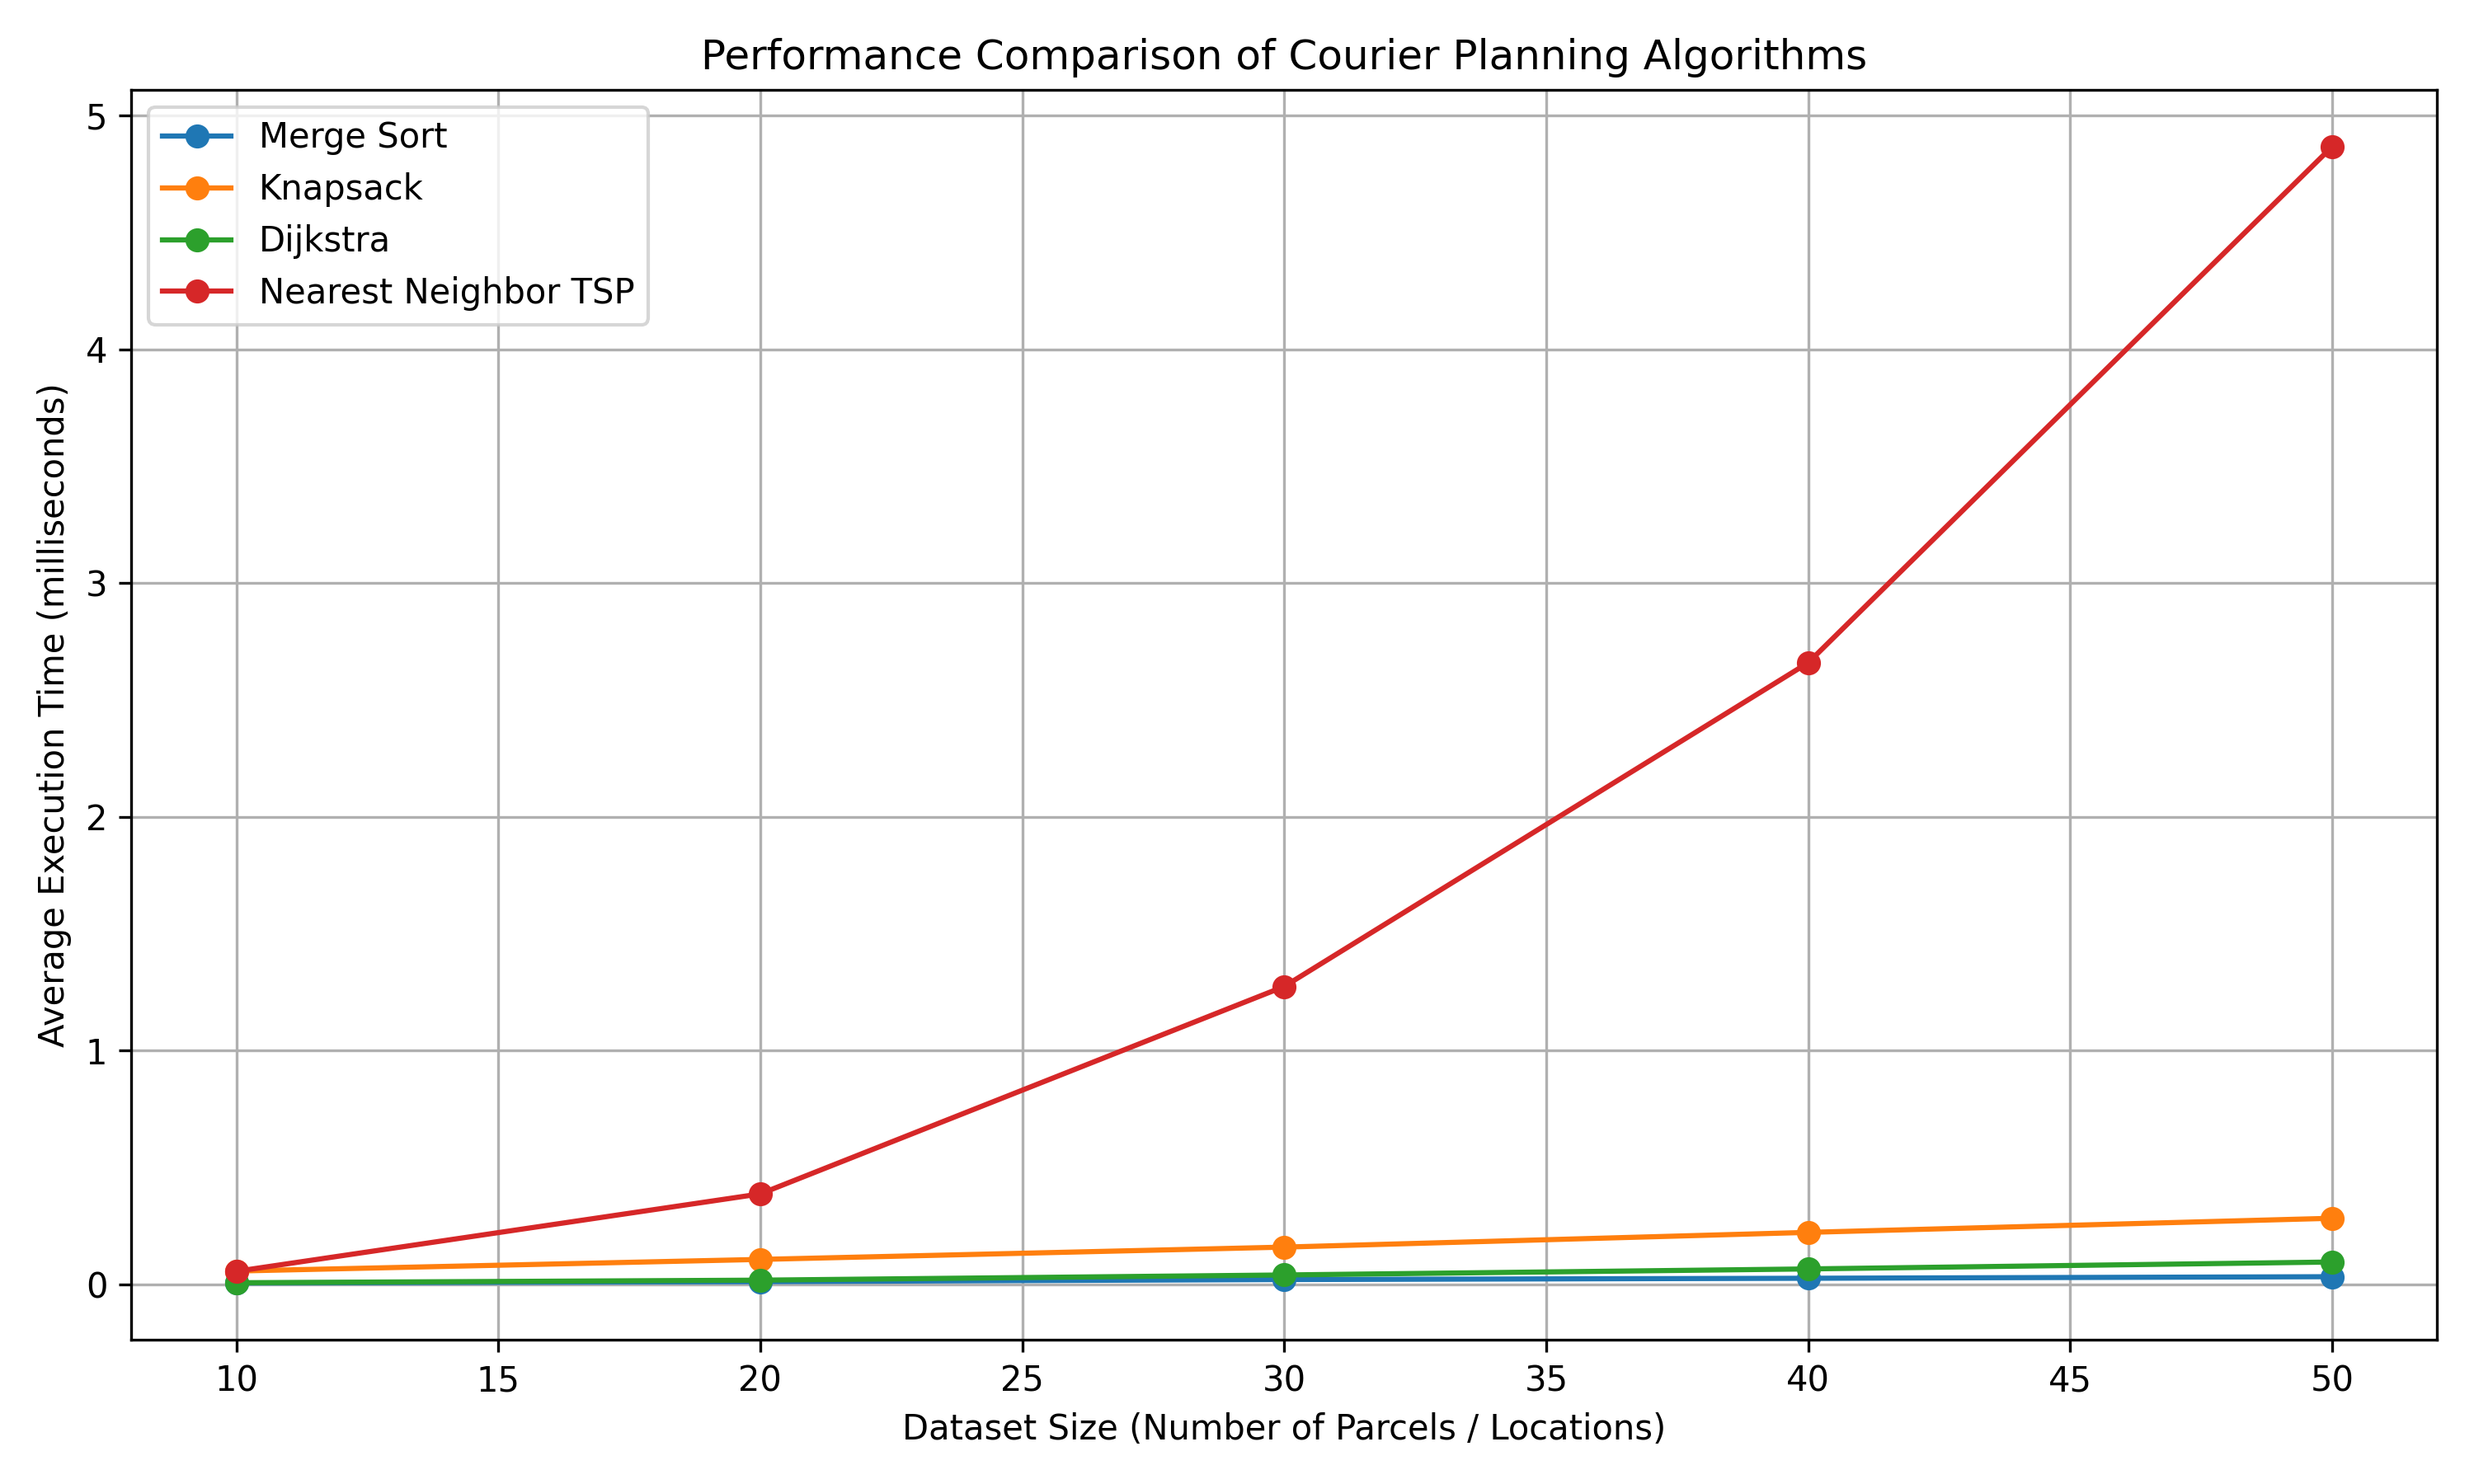 Performance Comparison of Courier Planning Algorithms
Merge Sort
Knapsack
Dijkstra
Nearest Neighbor TSP
Average Execution Time (milliseconds)
5
4
3
2
1
0
10 15 20 25 30 35 40 45 50
Dataset Size (Number of Parcels / Locations)